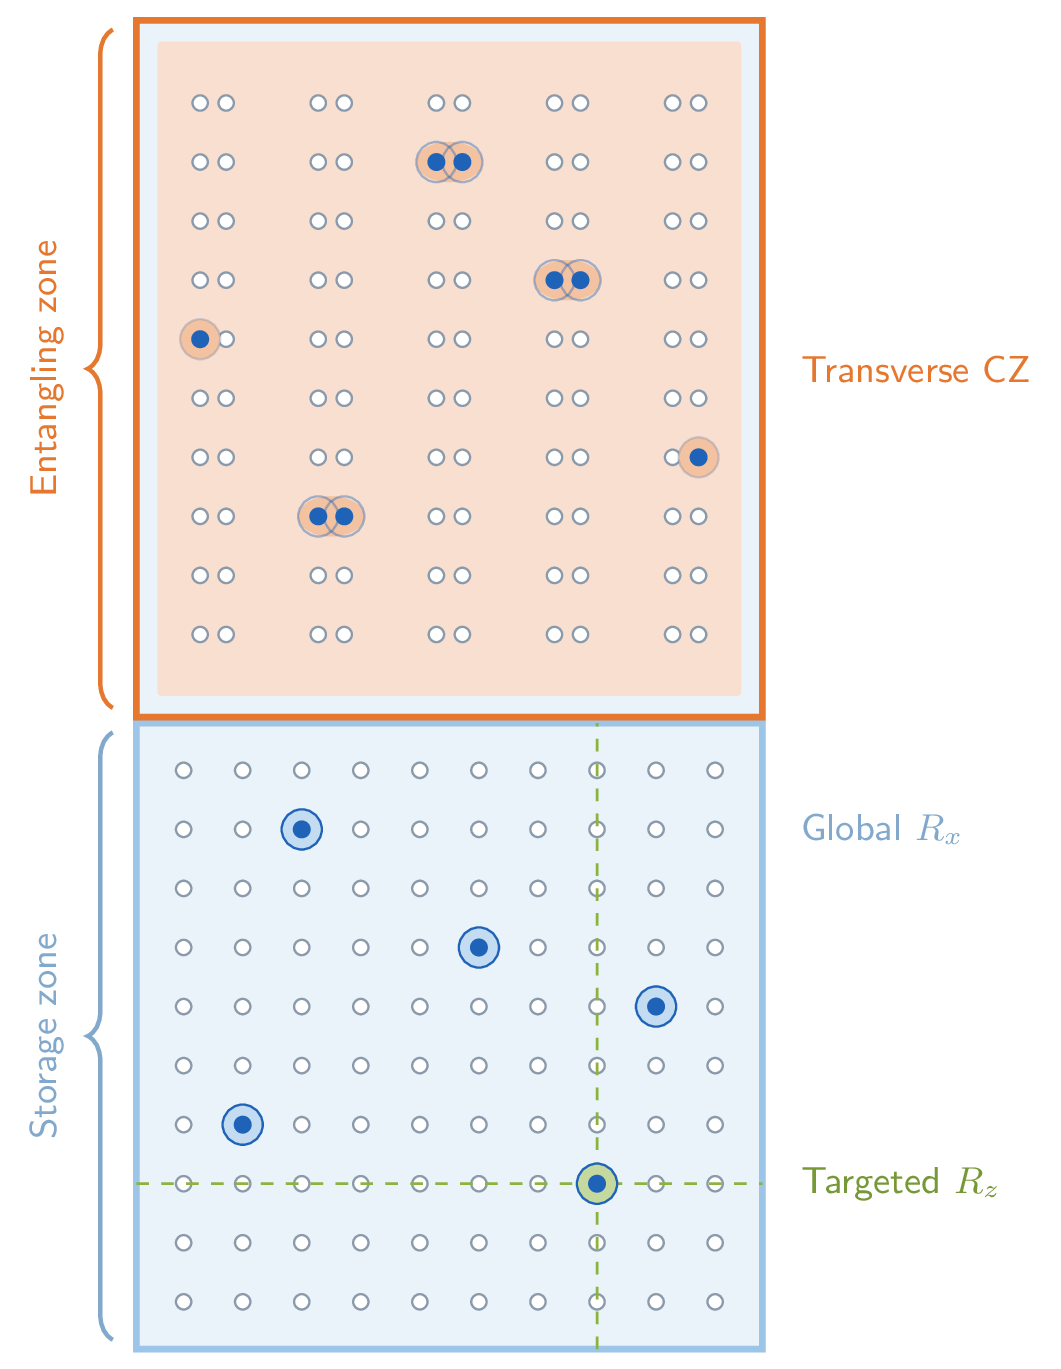 Entangling zone
Transverse CZ
Storage zone
Global $R_x$
Targeted $R_z$